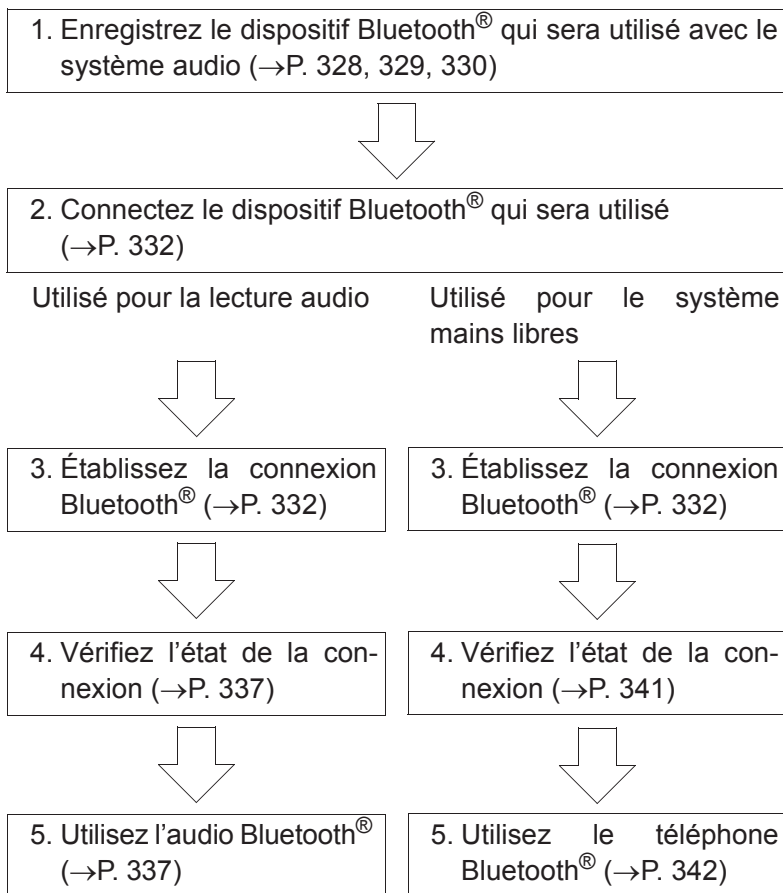 1. Enregistrez le dispositif Bluetooth® qui sera utilisé avec le
système audio (→P. 328, 329, 330)
2. Connectez le dispositif Bluetooth® qui sera utilisé
(→P. 332)
Utilisé pour la lecture audio
Utilisé pour le système
mains libres
3. Établissez la connexion
Bluetooth® (→P. 332)
3. Établissez la connexion
Bluetooth® (→P. 332)
4. Vérifiez l’état de la con-
nexion (→P. 337)
4. Vérifiez l’état de la con-
nexion (→P. 341)
5. Utilisez l’audio Bluetooth®
(→P. 337)
5. Utilisez le téléphone
Bluetooth® (→P. 342)